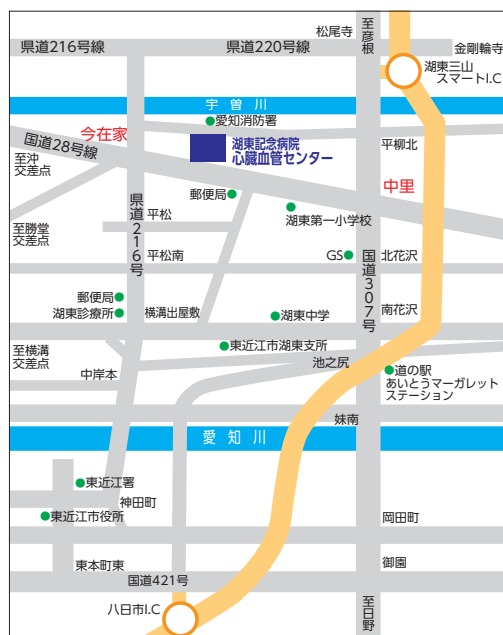 松尾寺
至彦根
県道216号線
県道220号線
金剛輪寺
湖東三山
スマートI.C
宇曽川
愛知消防署
今在家
国道28号線
湖東記念病院
心臓血管センター
平柳北
至沖
交差点
中里
郵便局
県道216号
平松
湖東第一小学校
至勝堂
交差点
平松南
GS
国道307号
北花沢
郵便局
湖東診療所
横溝出屋敷
湖東中学
南花沢
至横溝
交差点
東近江市湖東支所
池之尻
中岸本
道の駅
あいとうマーガレット
ステーション
妹南
愛知川
東近江署
神田町
東近江市役所
岡田町
東本町東
御園
国道421号
八日市I.C
至日野